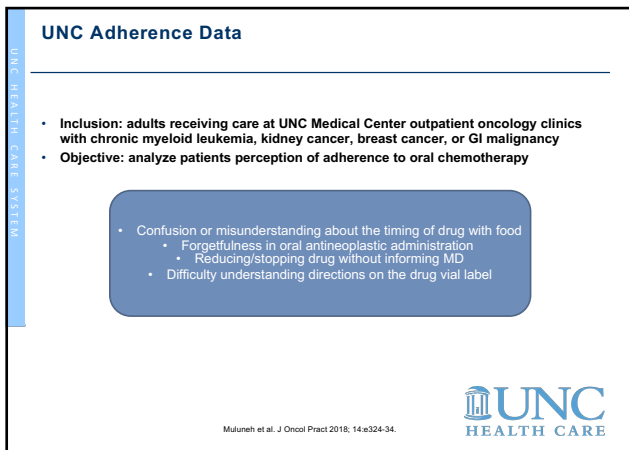 UNC Adherence Data
UNC HEALTH CARE SYSTEM
• Inclusion: adults receiving care at UNC Medical Center outpatient oncology clinics
with chronic myeloid leukemia, kidney cancer, breast cancer, or GI malignancy
• Objective: analyze patients perception of adherence to oral chemotherapy
• Confusion or misunderstanding about the timing of drug with food
• Forgetfulness in oral antineoplastic administration
• Reducing/stopping drug without informing MD
• Difficulty understanding directions on the drug vial label
Muluneh et al. J Oncol Pract 2018; 14:e324-34.
UNC
HEALTH CARE